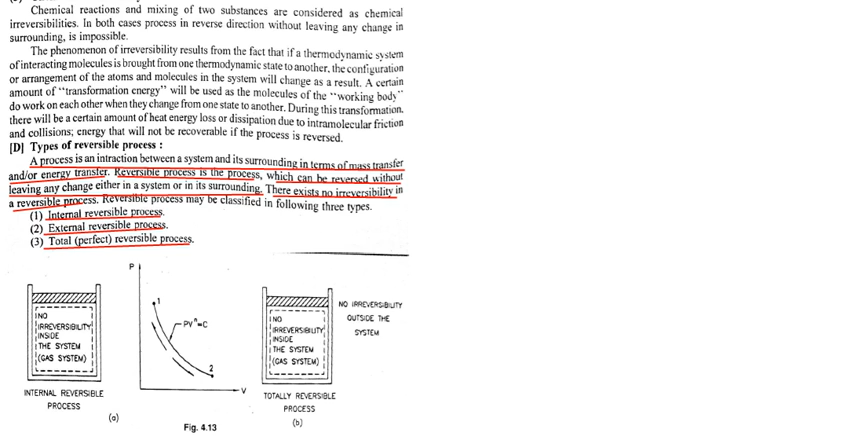 Chemical reactions and mixing of two substances are considered as chemical
irreversibilities. In both cases process in reverse direction without leaving any change in
surrounding, is impossible.
The phenomenon of irreversibility results from the fact that if a thermodynamic system
of interacting molecules is brought from one thermodynamic state to another, the configuration
or arrangement of the atoms and molecules in the system will change as a result. A certain
amount of "transformation energy" will be used as the molecules of the "working body"
do work on each other when they change from one state to another. During this transformation,
there will be a certain amount of heat energy loss or dissipation due to intramolecular friction
and collisions; energy that will not be recoverable if the process is reversed.
[D] Types of reversible process :
A process is an intraction between a system and its surrounding in terms of mass transfer
and/or energy transfer. Reversible process is the process, which can be reversed without
leaving any change either in a system or in its surrounding. There exists no irreversibility in
a reversible process. Reversible process may be classified in following three types.
(1) Internal reversible process.
(2) External reversible process.
(3) Total (perfect) reversible process.
NO
IRREVERSIBILITY
INSIDE
THE SYSTEM
(GAS SYSTEM)
INTERNAL REVERSIBLE
PROCESS
(a)
P
1
PVⁿ=C
2
V
Fig. 4.13
NO
IRREVERSIBILITY
INSIDE
THE SYSTEM
(GAS SYSTEM)
NO IRREVERSIBILITY
OUTSIDE THE
SYSTEM
TOTALLY REVERSIBLE
PROCESS
(b)